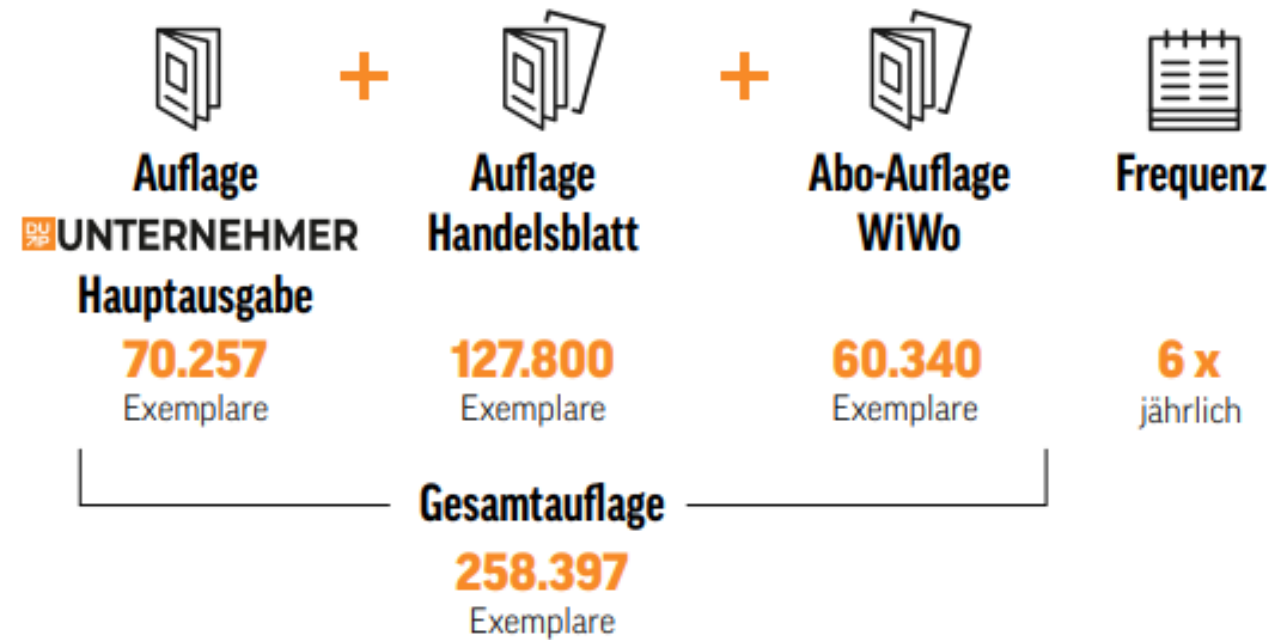 Auflage
DUB UNTERNEHMER
Hauptausgabe
70.257
Exemplare
Auflage
Handelsblatt
127.800
Exemplare
Abo-Auflage
WiWo
60.340
Exemplare
Frequenz
6 x
jährlich
Gesamtauflage
258.397
Exemplare